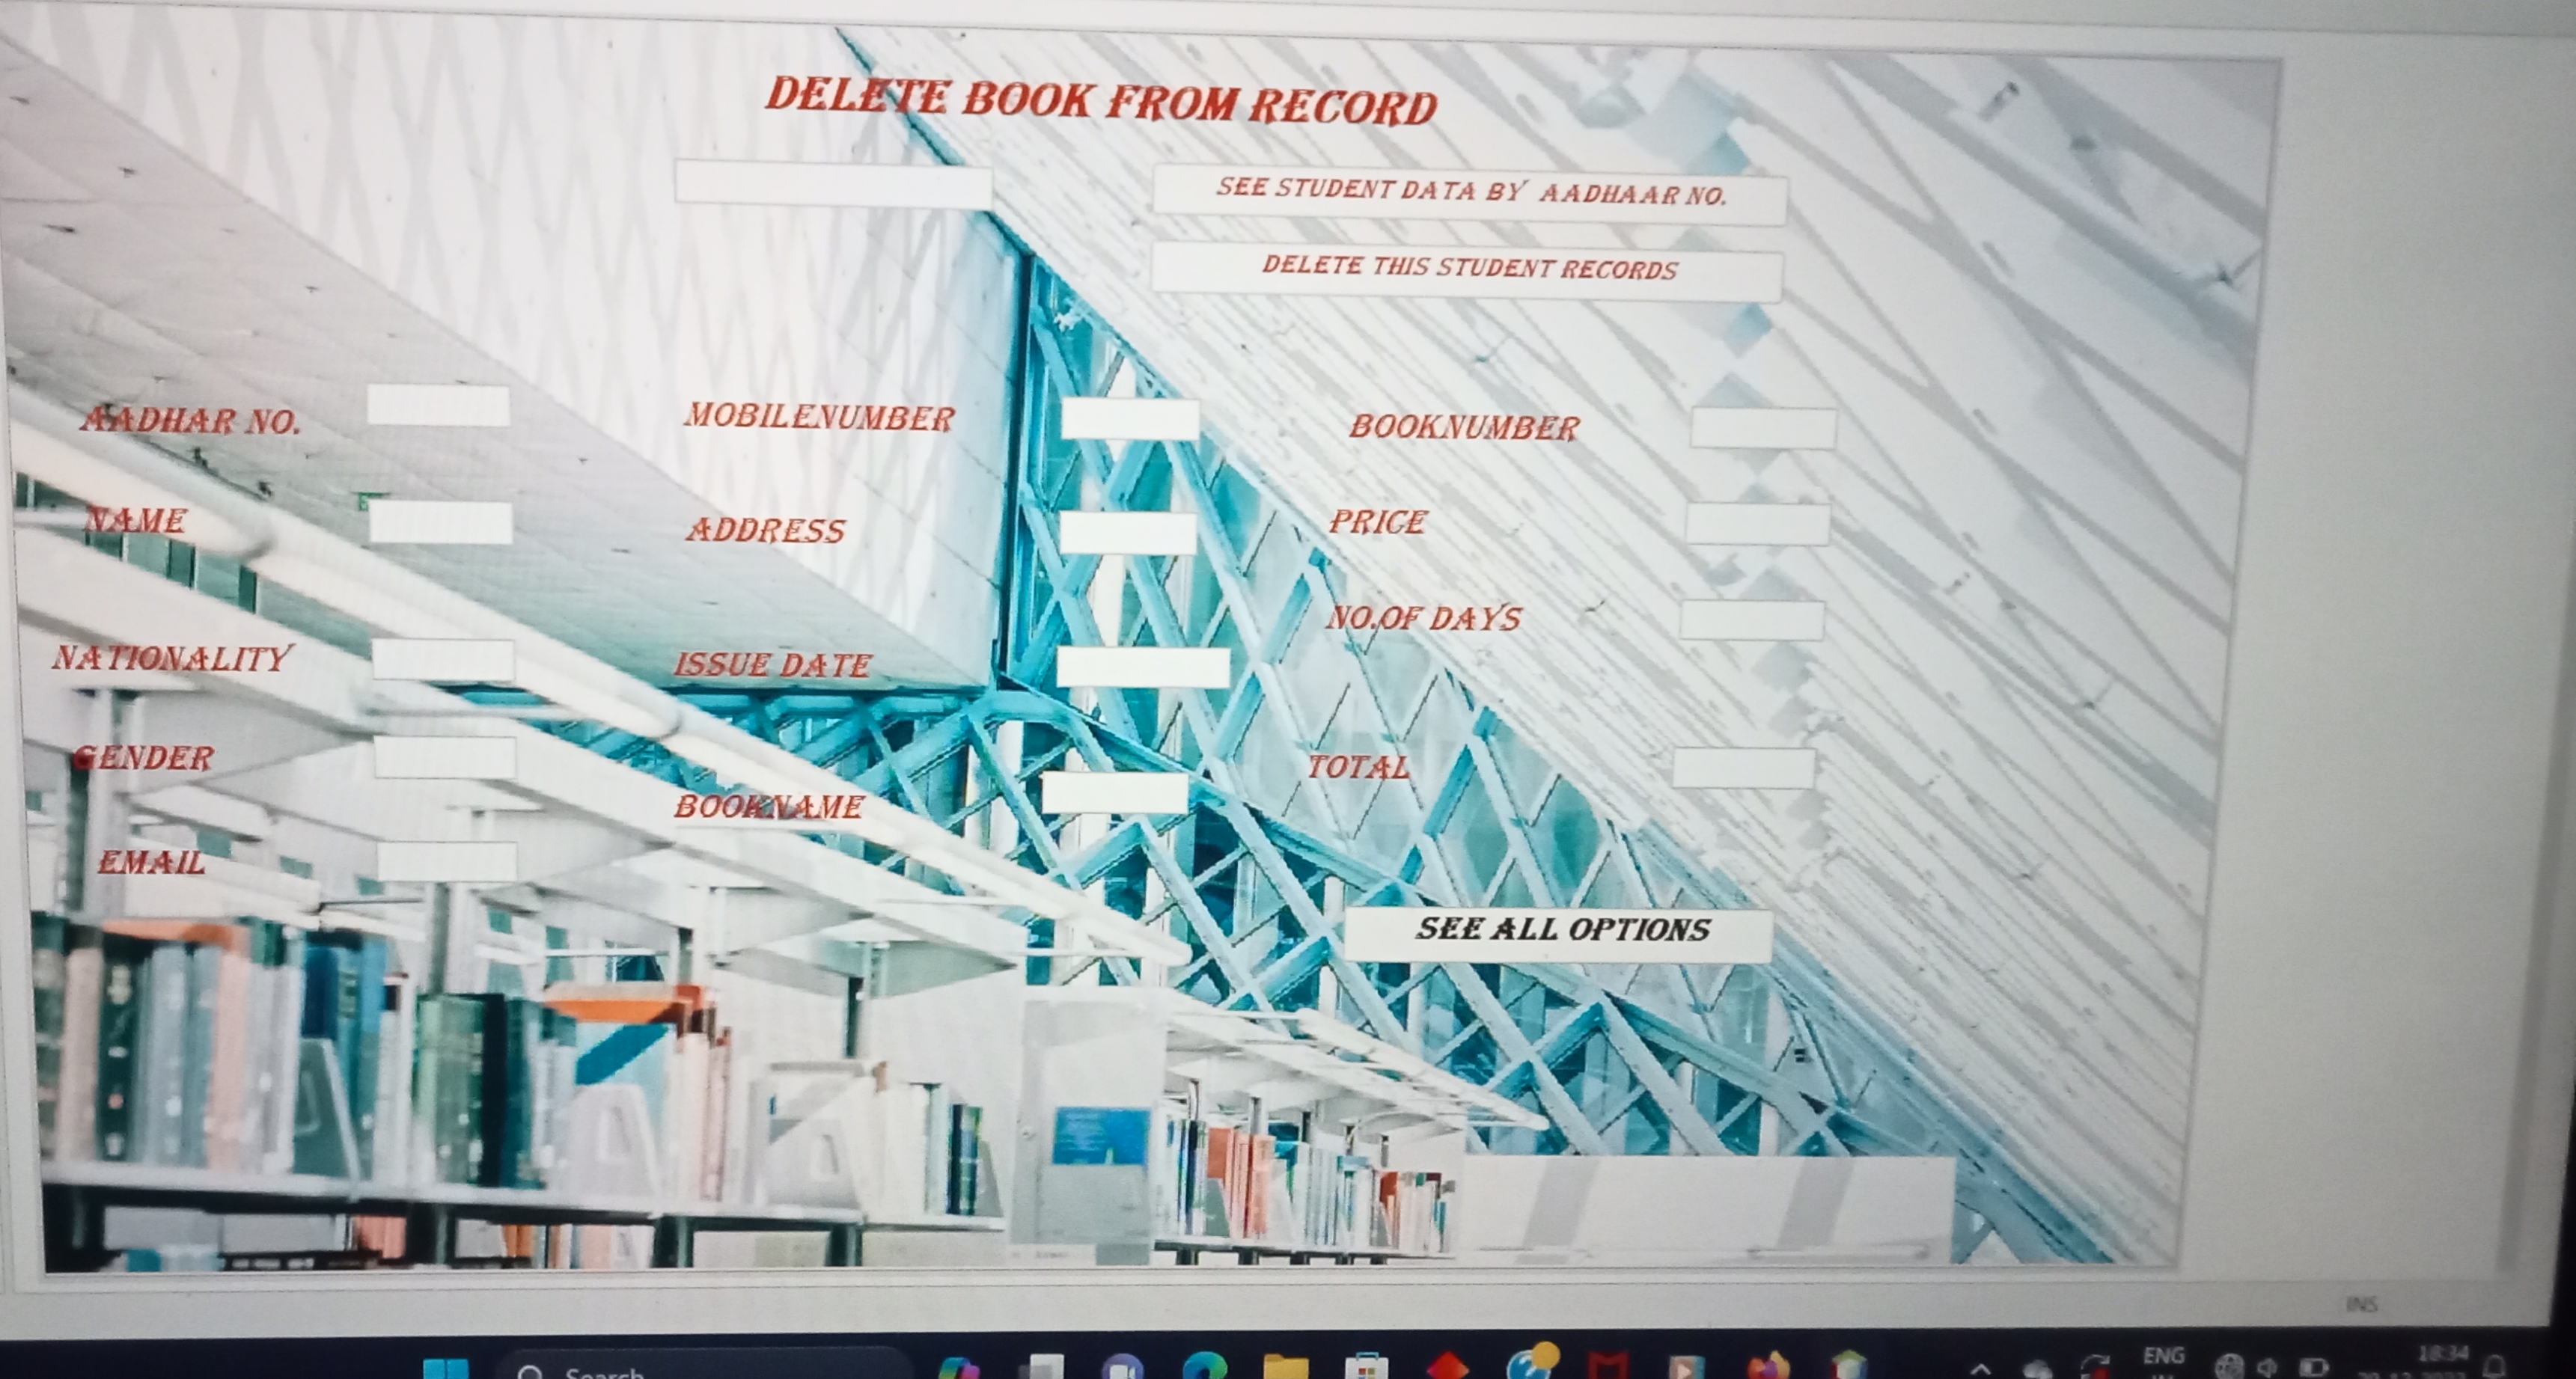 DELETE BOOK FROM RECORD
SEE STUDENT DATA BY AADHAAR NO.
DELETE THIS STUDENT RECORDS
AADHAR NO.
MOBILENUMBER
BOOKNUMBER
NAME
ADDRESS
PRICE
NO.OF DAYS
NATIONALITY
ISSUE DATE
GENDER
TOTAL
BOOKNAME
EMAIL
SEE ALL OPTIONS
INS
Search
ENG
18:34